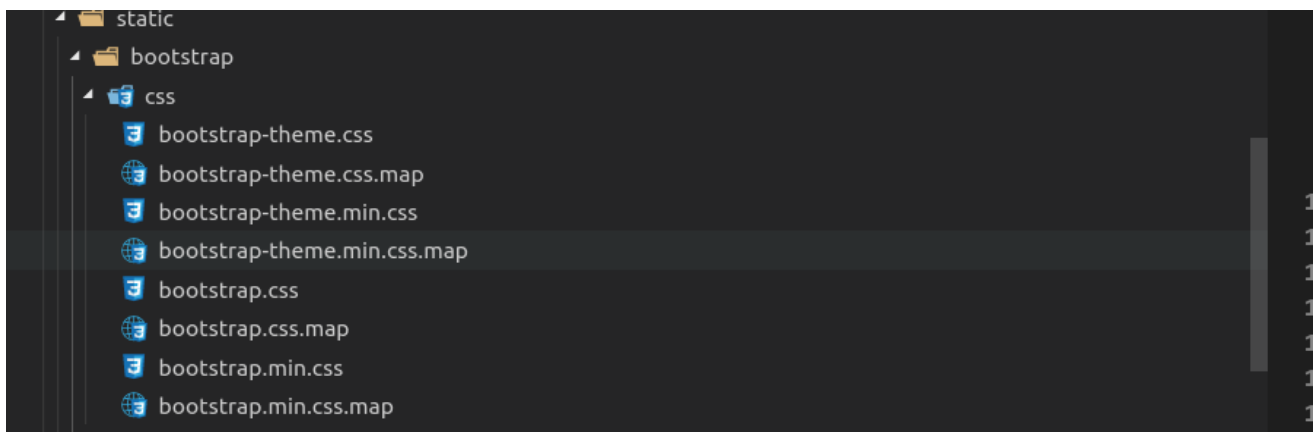 static
bootstrap
css
bootstrap-theme.css
bootstrap-theme.css.map
bootstrap-theme.min.css
bootstrap-theme.min.css.map
bootstrap.css
bootstrap.css.map
bootstrap.min.css
bootstrap.min.css.map